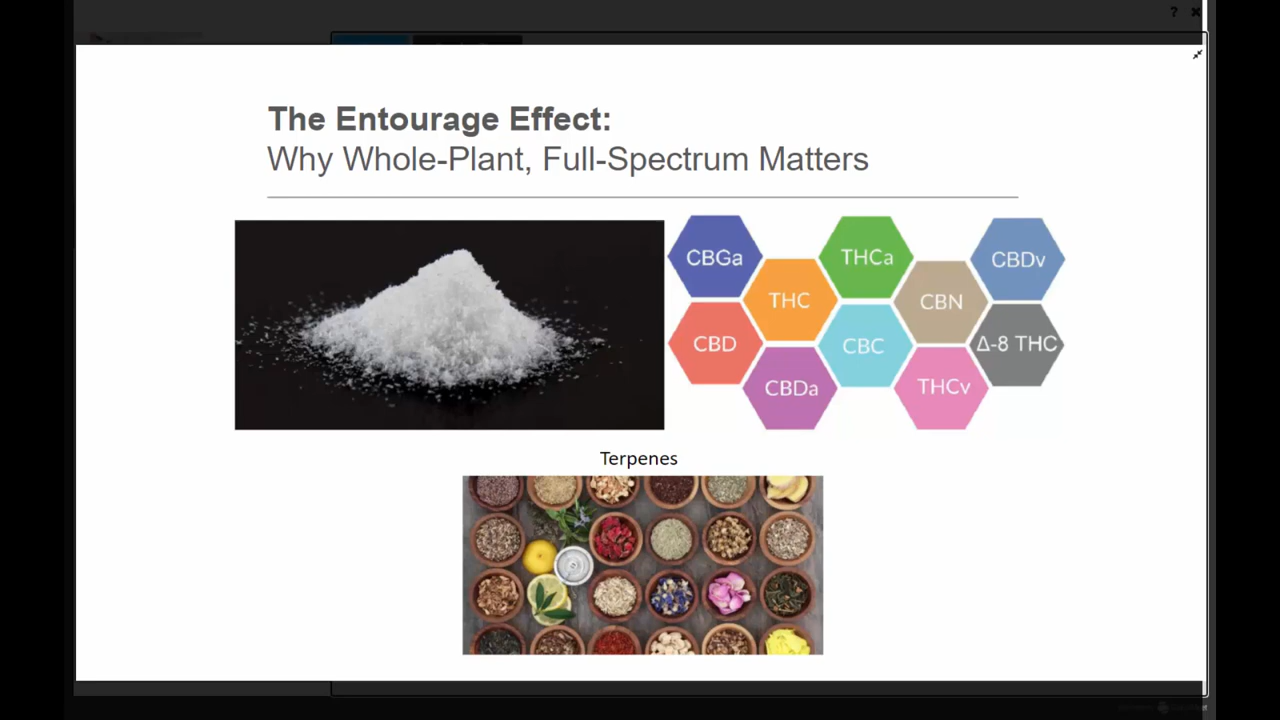 ?
The Entourage Effect:
Why Whole-Plant, Full-Spectrum Matters
CBGa
THCa
CBDv
THC
CBN
CBD
CBC
Δ-8 THC
CBDa
THCv
Terpenes